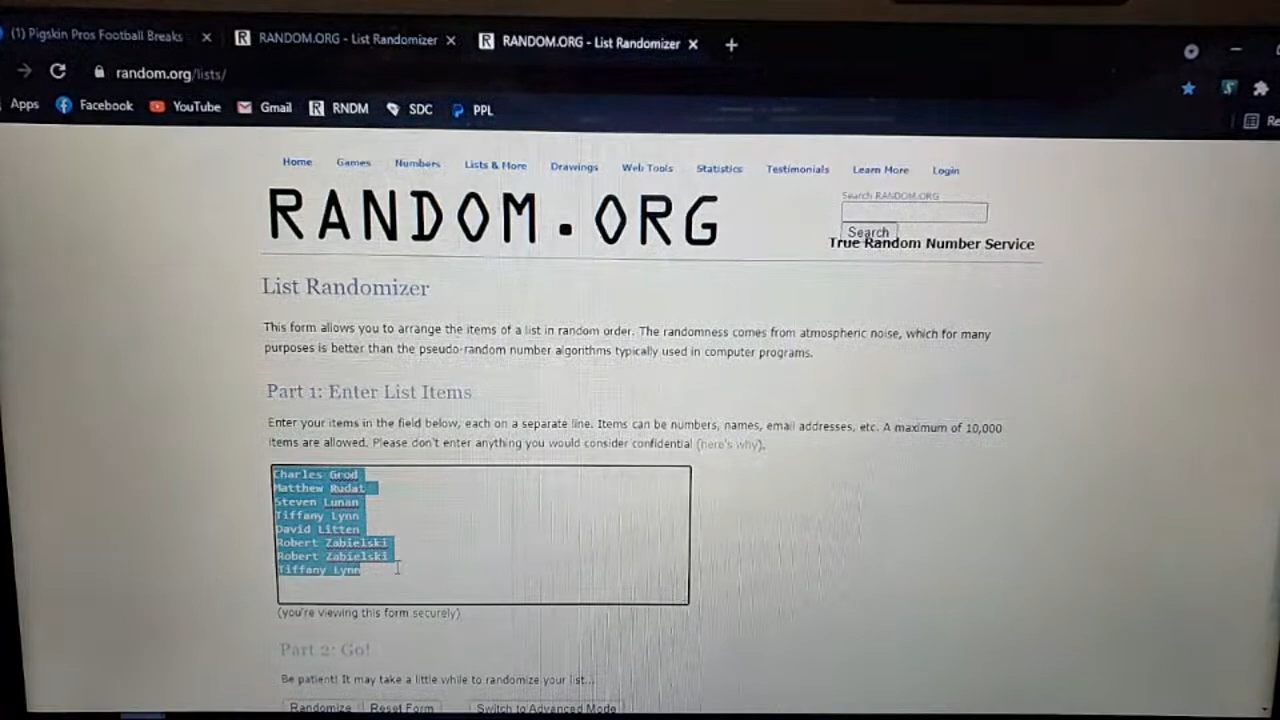 (1) Pigskin Pros Football Breaks
RANDOM.ORG - List Randomizer
RANDOM.ORG - List Randomizer
random.org/lists/
Apps Facebook YouTube Gmail RNDM SDC PPL
Home Games Numbers Lists & More Drawings Web Tools Statistics Testimonials Learn More Login
RANDOM.ORG
Search RANDOM.ORG
Search
True Random Number Service
List Randomizer
This form allows you to arrange the items of a list in random order. The randomness comes from atmospheric noise, which for many
purposes is better than the pseudo-random number algorithms typically used in computer programs.
Part 1: Enter List Items
Enter your items in the field below, each on a separate line. Items can be numbers, names, email addresses, etc. A maximum of 10,000
items are allowed. Please don't enter anything you would consider confidential (here's why).
Charles Grod
Matthew Rudat
Steven Lunan
Tiffany Lynn
David Litten
Robert Zabielski
Robert Zabielski
Tiffany Lynn
(you're viewing this form securely)
Part 2: Go!
Be patient! It may take a little while to randomize your list...
Randomize Reset Form Switch to Advanced Mode